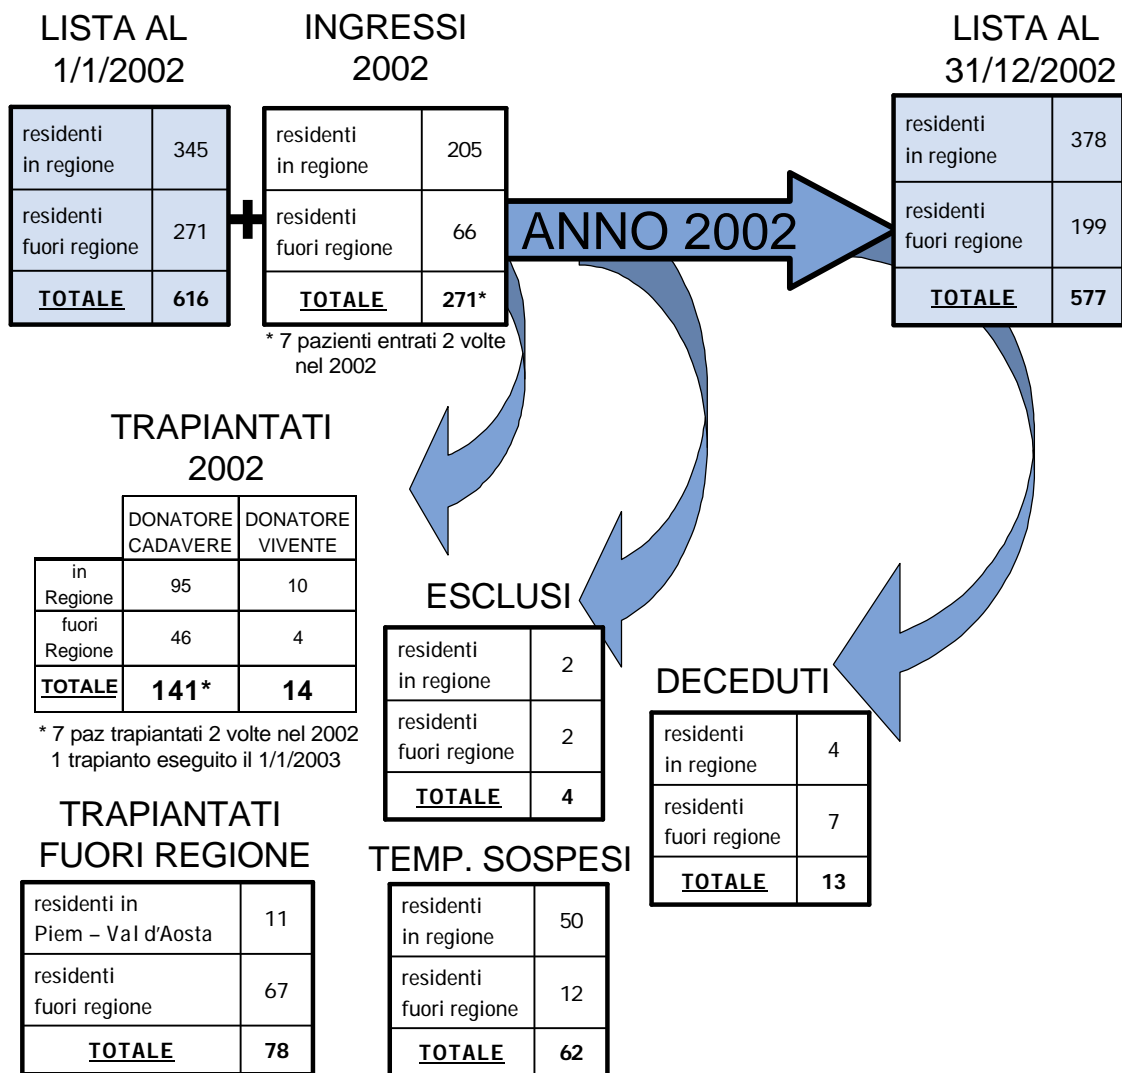 LISTA AL
1/1/2002
residenti
in regione
345
residenti
fuori regione
271
TOTALE
616
+
INGRESSI
2002
residenti
in regione
205
residenti
fuori regione
66
TOTALE
271*
* 7 pazienti entrati 2 volte
nel 2002
ANNO 2002
LISTA AL
31/12/2002
residenti
in regione
378
residenti
fuori regione
199
TOTALE
577
TRAPIANTATI
2002
DONATORE
CADAVERE
DONATORE
VIVENTE
in
Regione
95
10
fuori
Regione
46
4
TOTALE
141*
14
* 7 paz trapiantati 2 volte nel 2002
1 trapianto eseguito il 1/1/2003
ESCLUSI
residenti
in regione
2
residenti
fuori regione
2
TOTALE
4
DECEDUTI
residenti
in regione
4
residenti
fuori regione
7
TOTALE
13
TRAPIANTATI
FUORI REGIONE
residenti in
Piem – Val d'Aosta
11
residenti
fuori regione
67
TOTALE
78
TEMP. SOSPESI
residenti
in regione
50
residenti
fuori regione
12
TOTALE
62